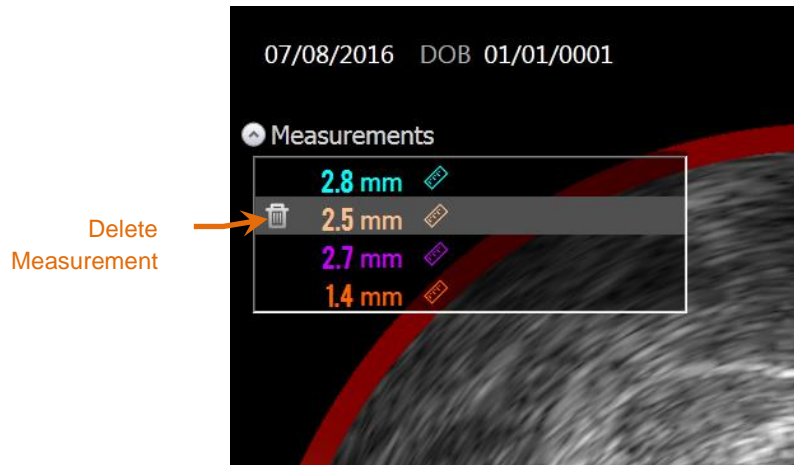 07/08/2016 DOB 01/01/0001
Measurements
2.8 mm
Delete
Measurement
2.5 mm
2.7 mm
1.4 mm